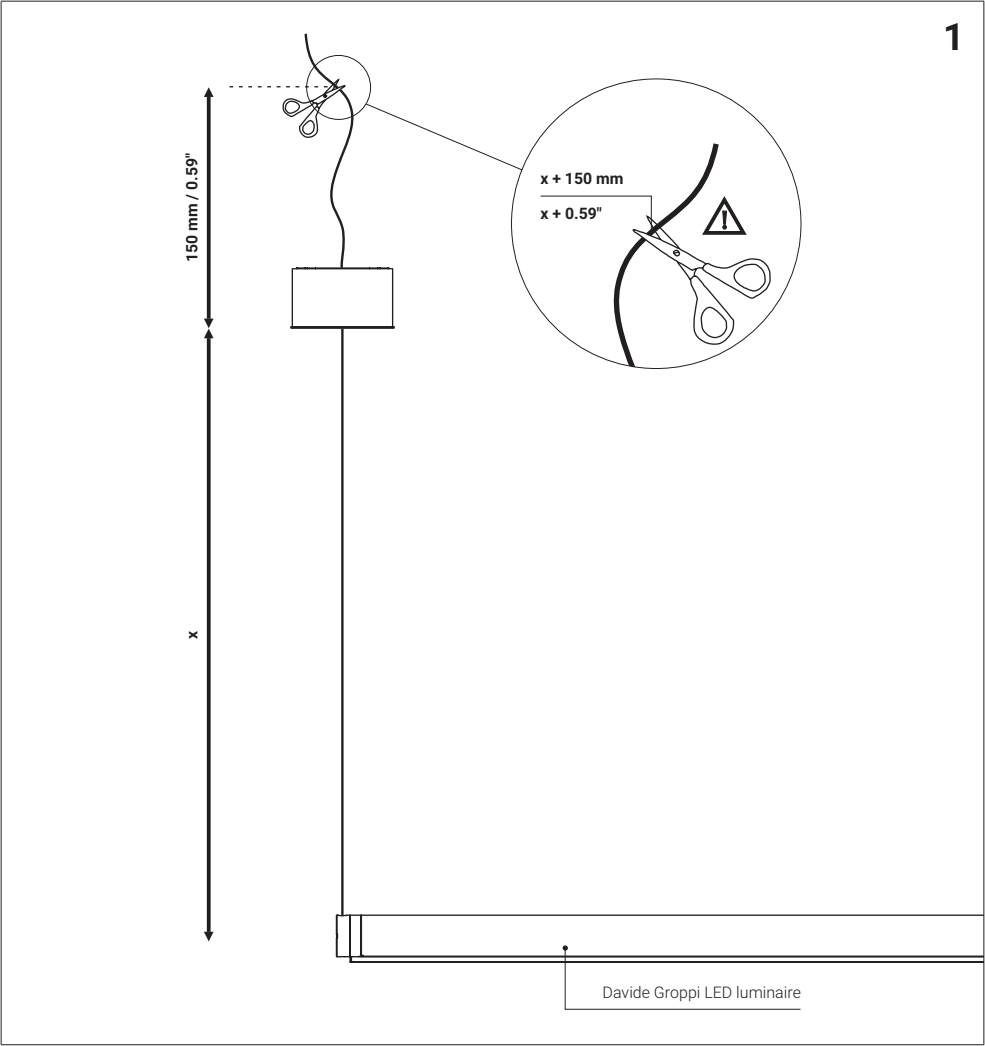 1
150 mm / 0.59"
x + 150 mm
x + 0.59"
x
Davide Groppi LED luminaire